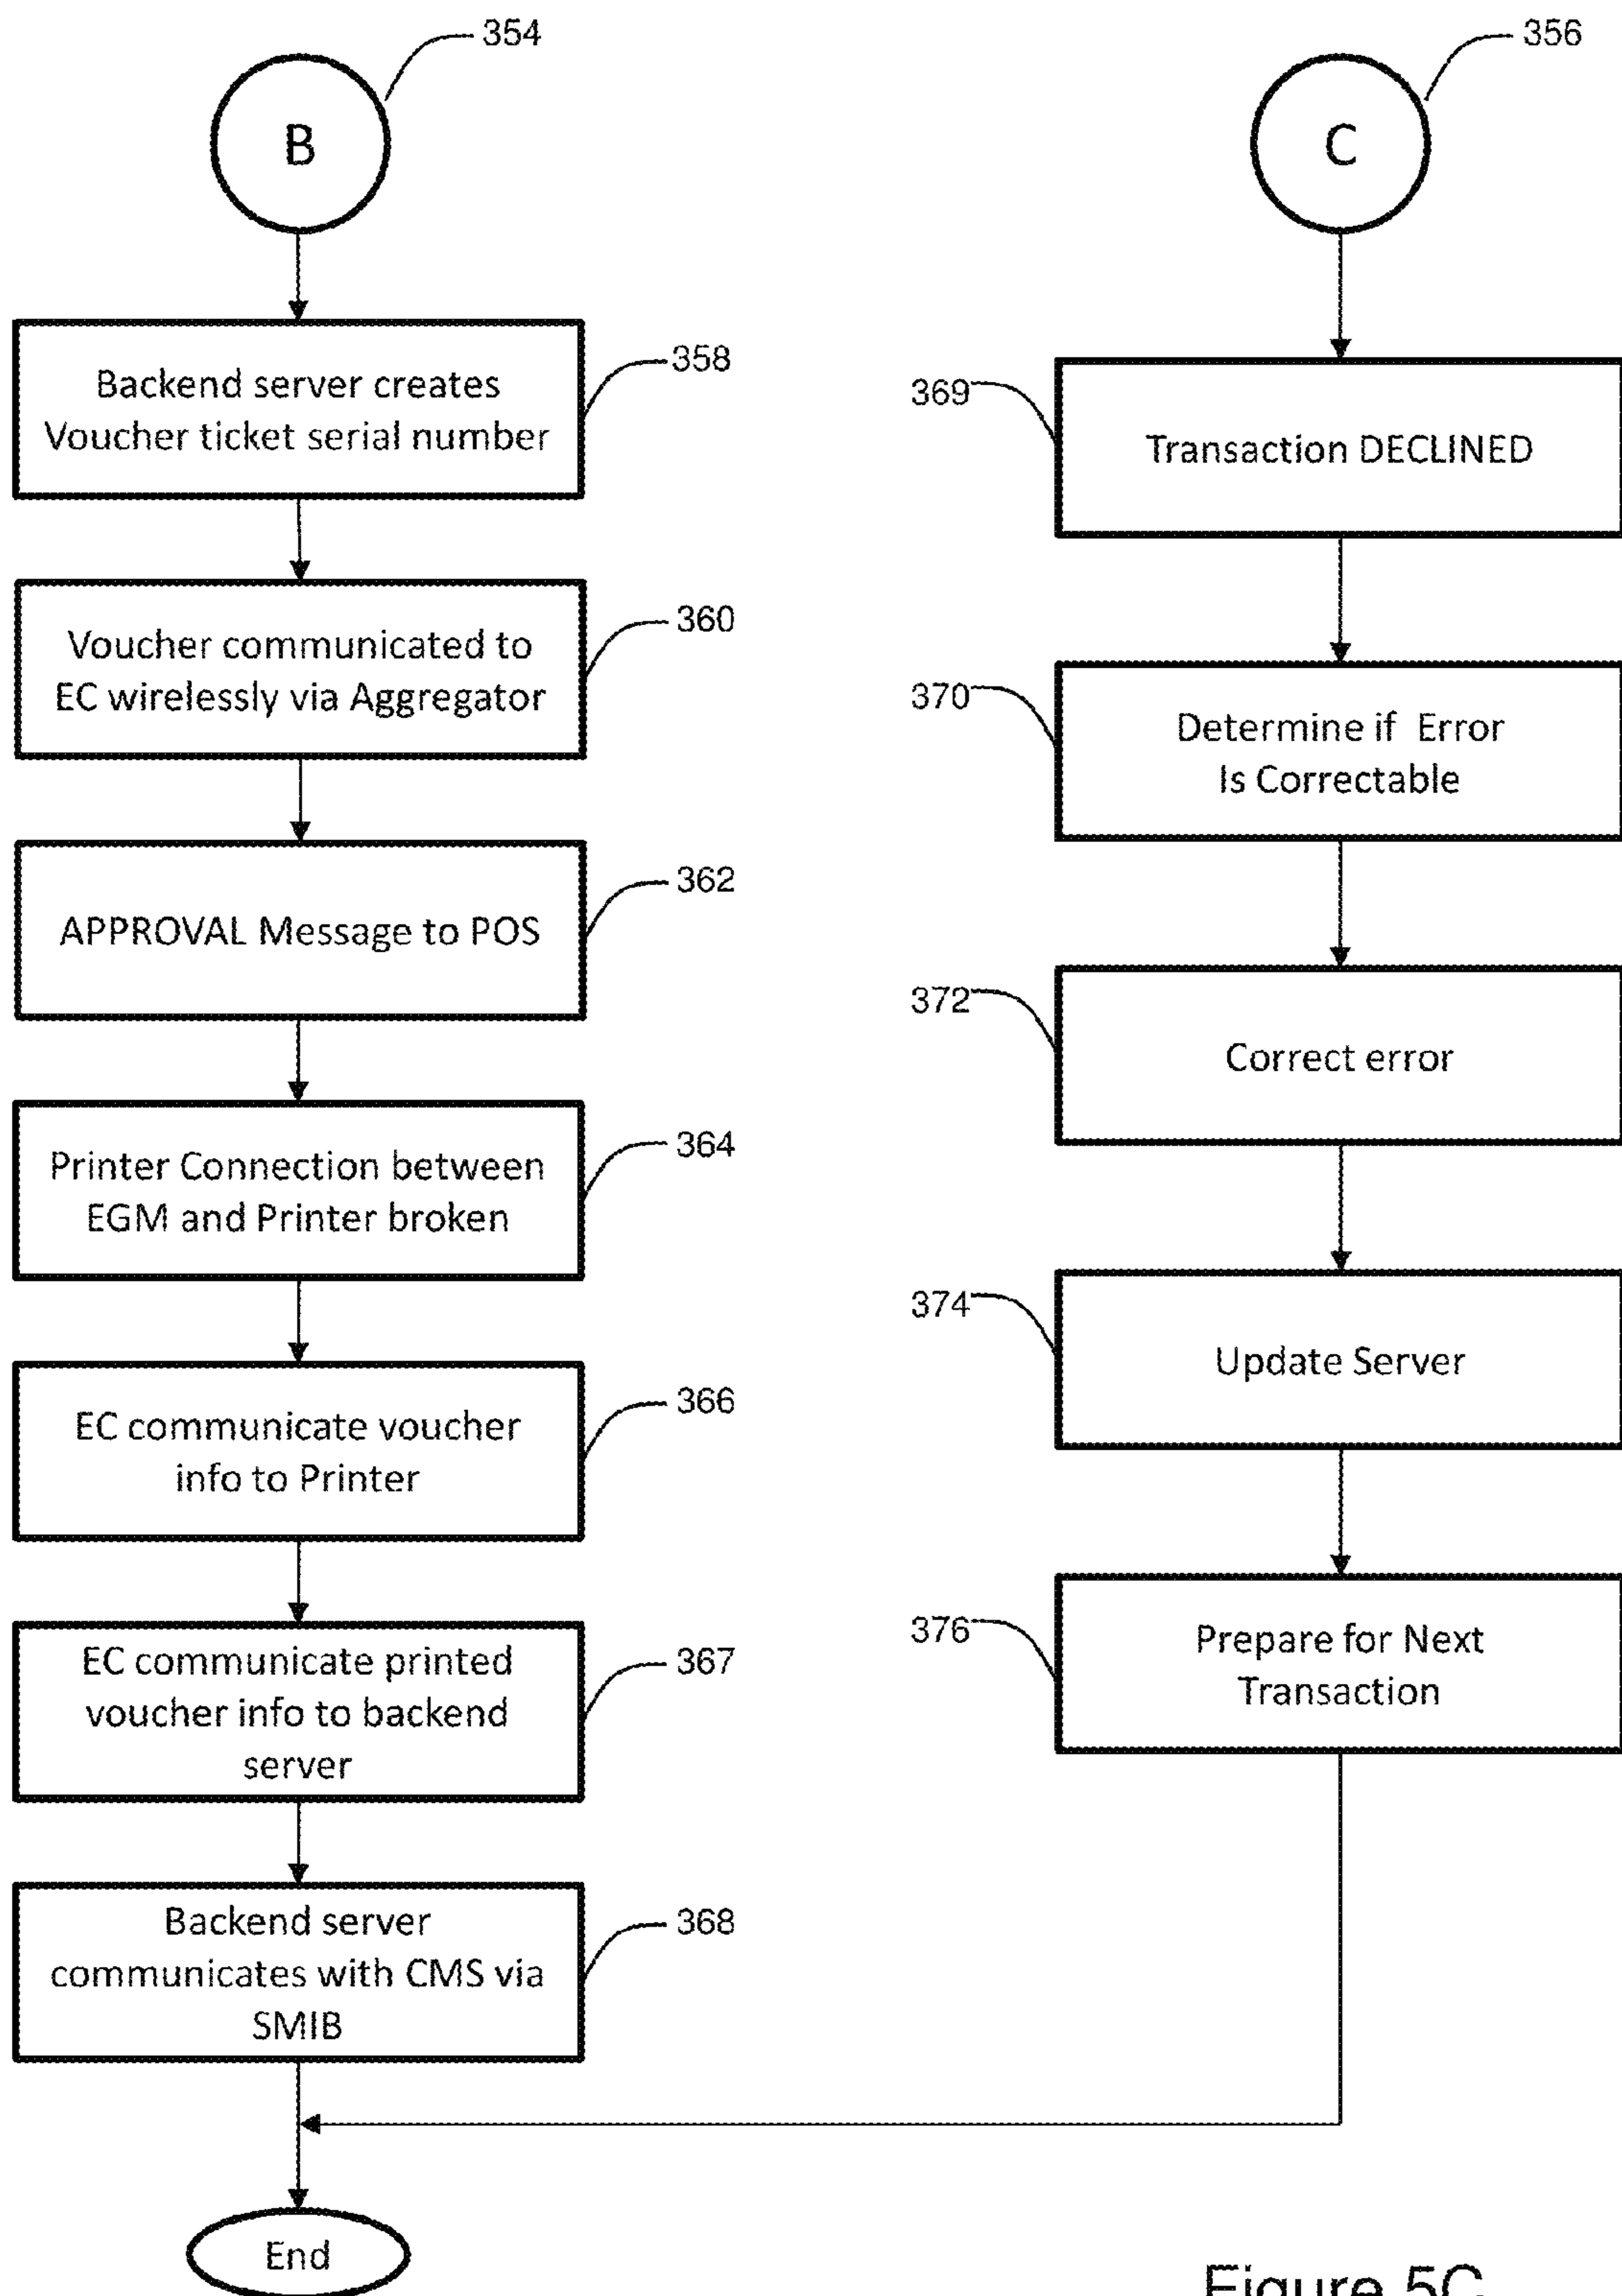 354
B
358
Backend server creates
Voucher ticket serial number
360
Voucher communicated to
EC wirelessly via Aggregator
362
APPROVAL Message to POS
364
Printer Connection between
EGM and Printer broken
366
EC communicate voucher
info to Printer
367
EC communicate printed
voucher info to backend
server
368
Backend server
communicates with CMS via
SMIB
End
356
C
369
Transaction DECLINED
370
Determine if Error
Is Correctable
372
Correct error
374
Update Server
376
Prepare for Next
Transaction
Figure 5C